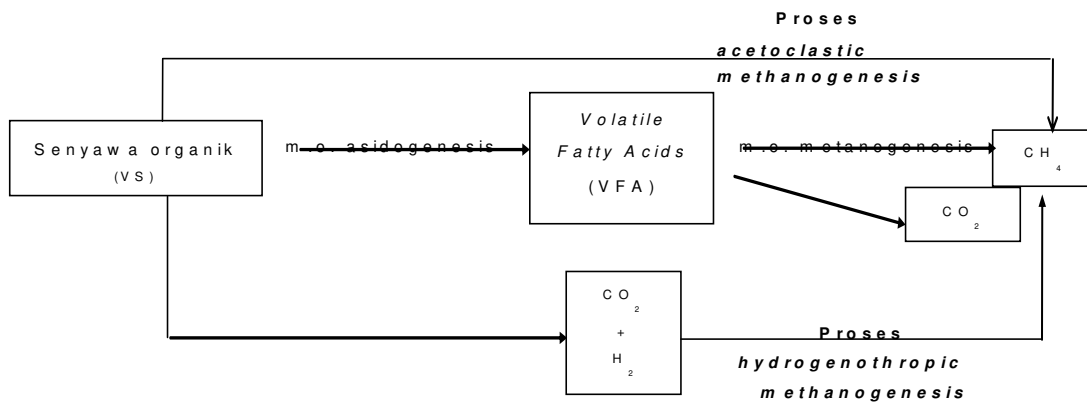 Proses
acetoclastic
methanogenesis
Senyawa organik
(VS)
m.o. asidogenesis
Volatile
Fatty Acids
(VFA)
m.o. metanogenesis
CH₄
CO₂
CO₂
+
H₂
Proses
hydrogenothropic
methanogenesis